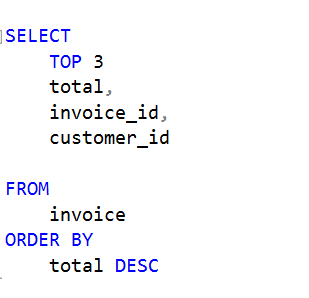 SELECT
TOP 3
total,
invoice_id,
customer_id
FROM
invoice
ORDER BY
total DESC